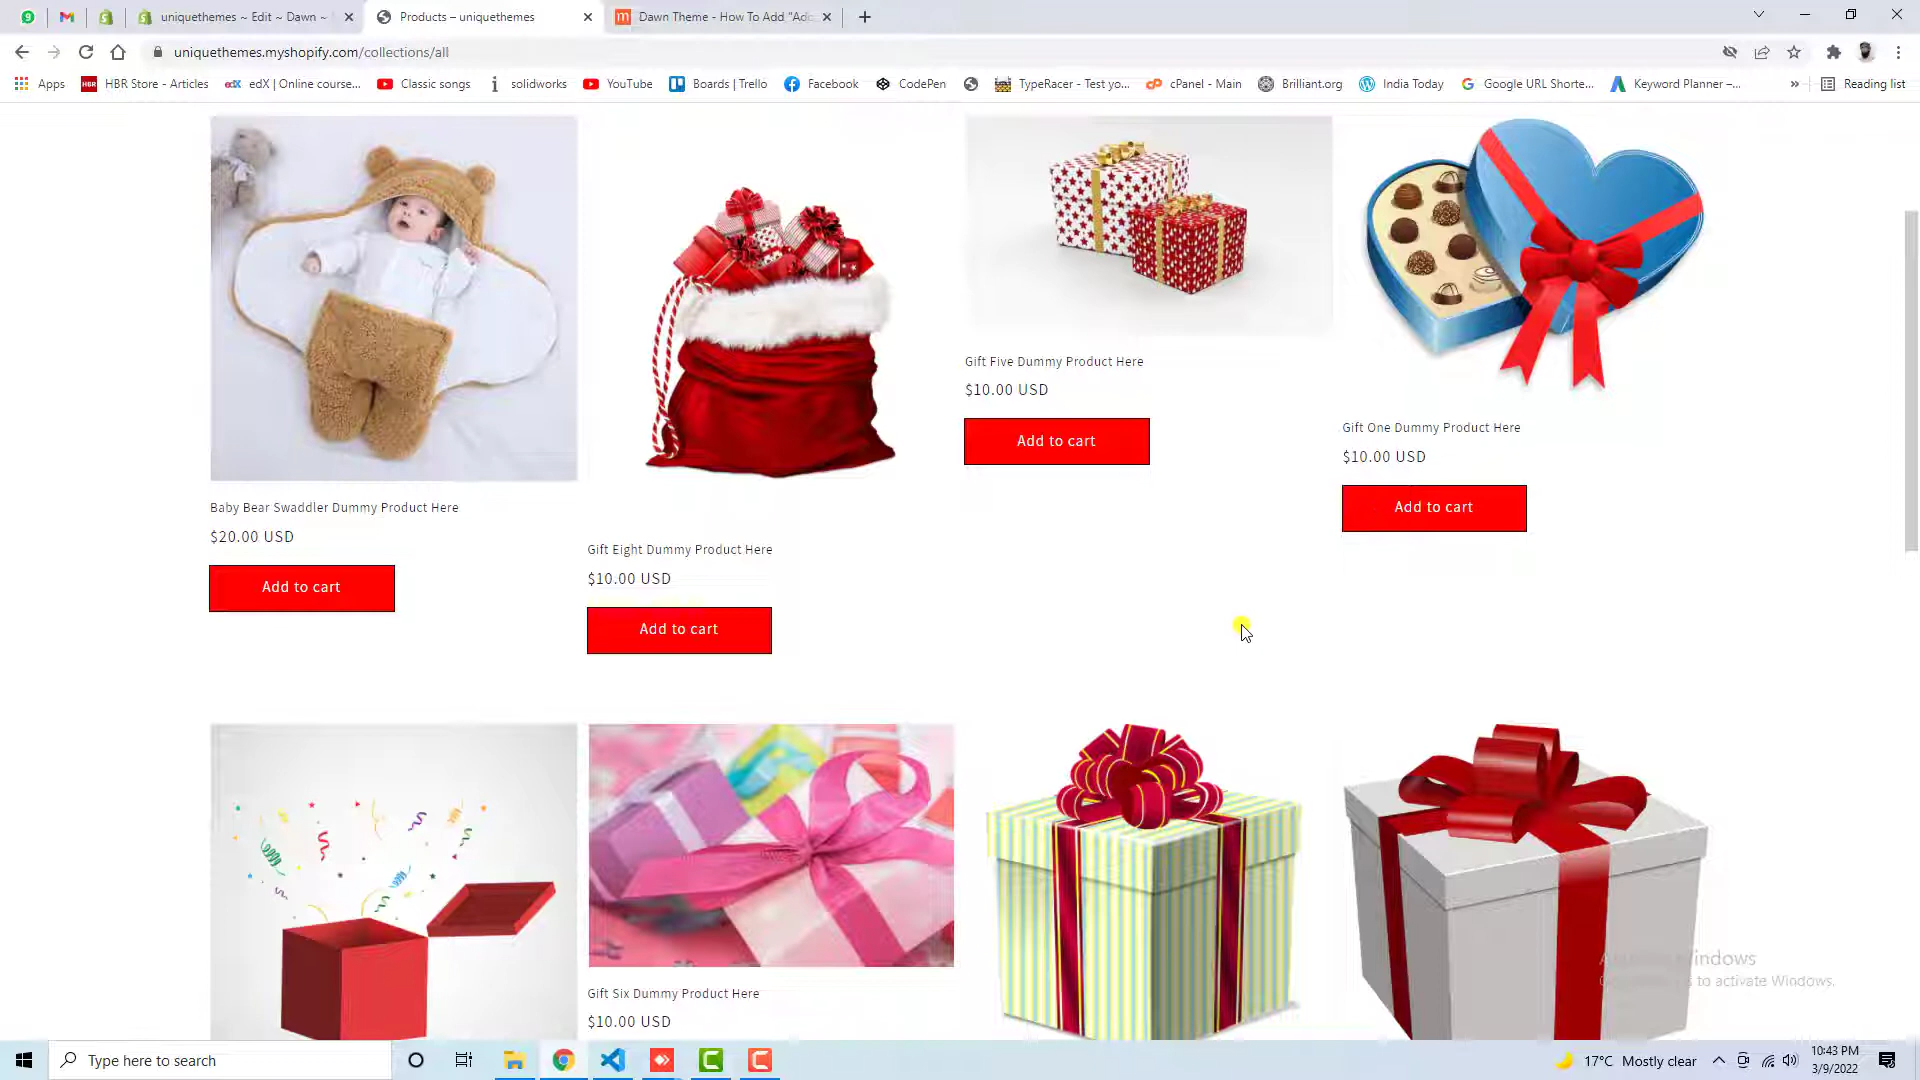 uniquethemes ~ Edit ~ Dawn ~
Products – uniquethemes
Dawn Theme - How To Add "Add
uniquethemes.myshopify.com/collections/all
Apps
HBR Store - Articles
edX | Online course...
Classic songs
solidworks
YouTube
Boards | Trello
Facebook
CodePen
TypeRacer - Test yo...
cPanel - Main
Brilliant.org
India Today
Google URL Shorte...
Keyword Planner –...
»
Reading list
Gift Five Dummy Product Here
$10.00 USD
Add to cart
Gift One Dummy Product Here
$10.00 USD
Add to cart
Baby Bear Swaddler Dummy Product Here
$20.00 USD
Add to cart
Gift Eight Dummy Product Here
$10.00 USD
Add to cart
Gift Six Dummy Product Here
$10.00 USD
Windows
to activate Windows.
Type here to search
17°C Mostly clear
10:43 PM
3/9/2022